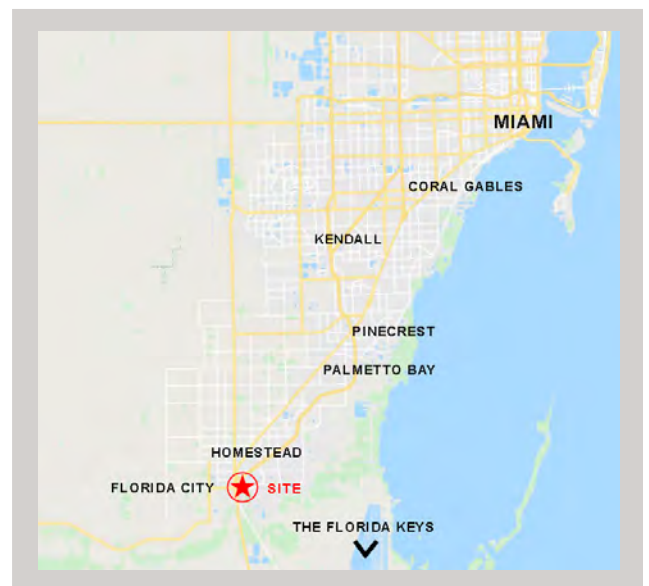 MIAMI
CORAL GABLES
KENDALL
PINECREST
PALMETTO BAY
HOMESTEAD
FLORIDA CITY SITE
THE FLORIDA KEYS